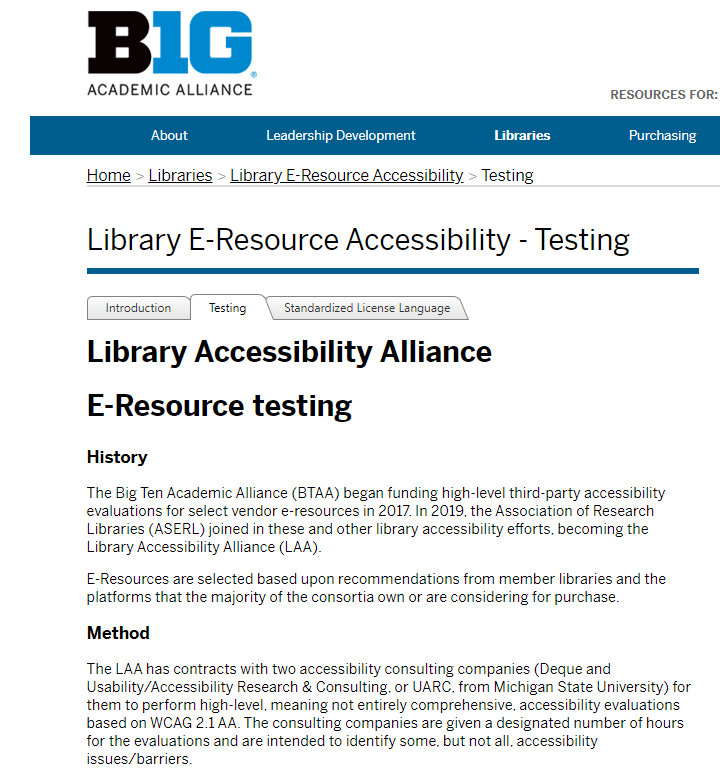 B1G
ACADEMIC ALLIANCE
RESOURCES FOR:
About Leadership Development Libraries Purchasing
Home > Libraries > Library E-Resource Accessibility > Testing
Library E-Resource Accessibility - Testing
Introduction Testing Standardized License Language
Library Accessibility Alliance
E-Resource testing
History
The Big Ten Academic Alliance (BTAA) began funding high-level third-party accessibility
evaluations for select vendor e-resources in 2017. In 2019, the Association of Research
Libraries (ASERL) joined in these and other library accessibility efforts, becoming the
Library Accessibility Alliance (LAA).
E-Resources are selected based upon recommendations from member libraries and the
platforms that the majority of the consortia own or are considering for purchase.
Method
The LAA has contracts with two accessibility consulting companies (Deque and
Usability/Accessibility Research & Consulting, or UARC, from Michigan State University) for
them to perform high-level, meaning not entirely comprehensive, accessibility evaluations
based on WCAG 2.1 AA. The consulting companies are given a designated number of hours
for the evaluations and are intended to identify some, but not all, accessibility
issues/barriers.